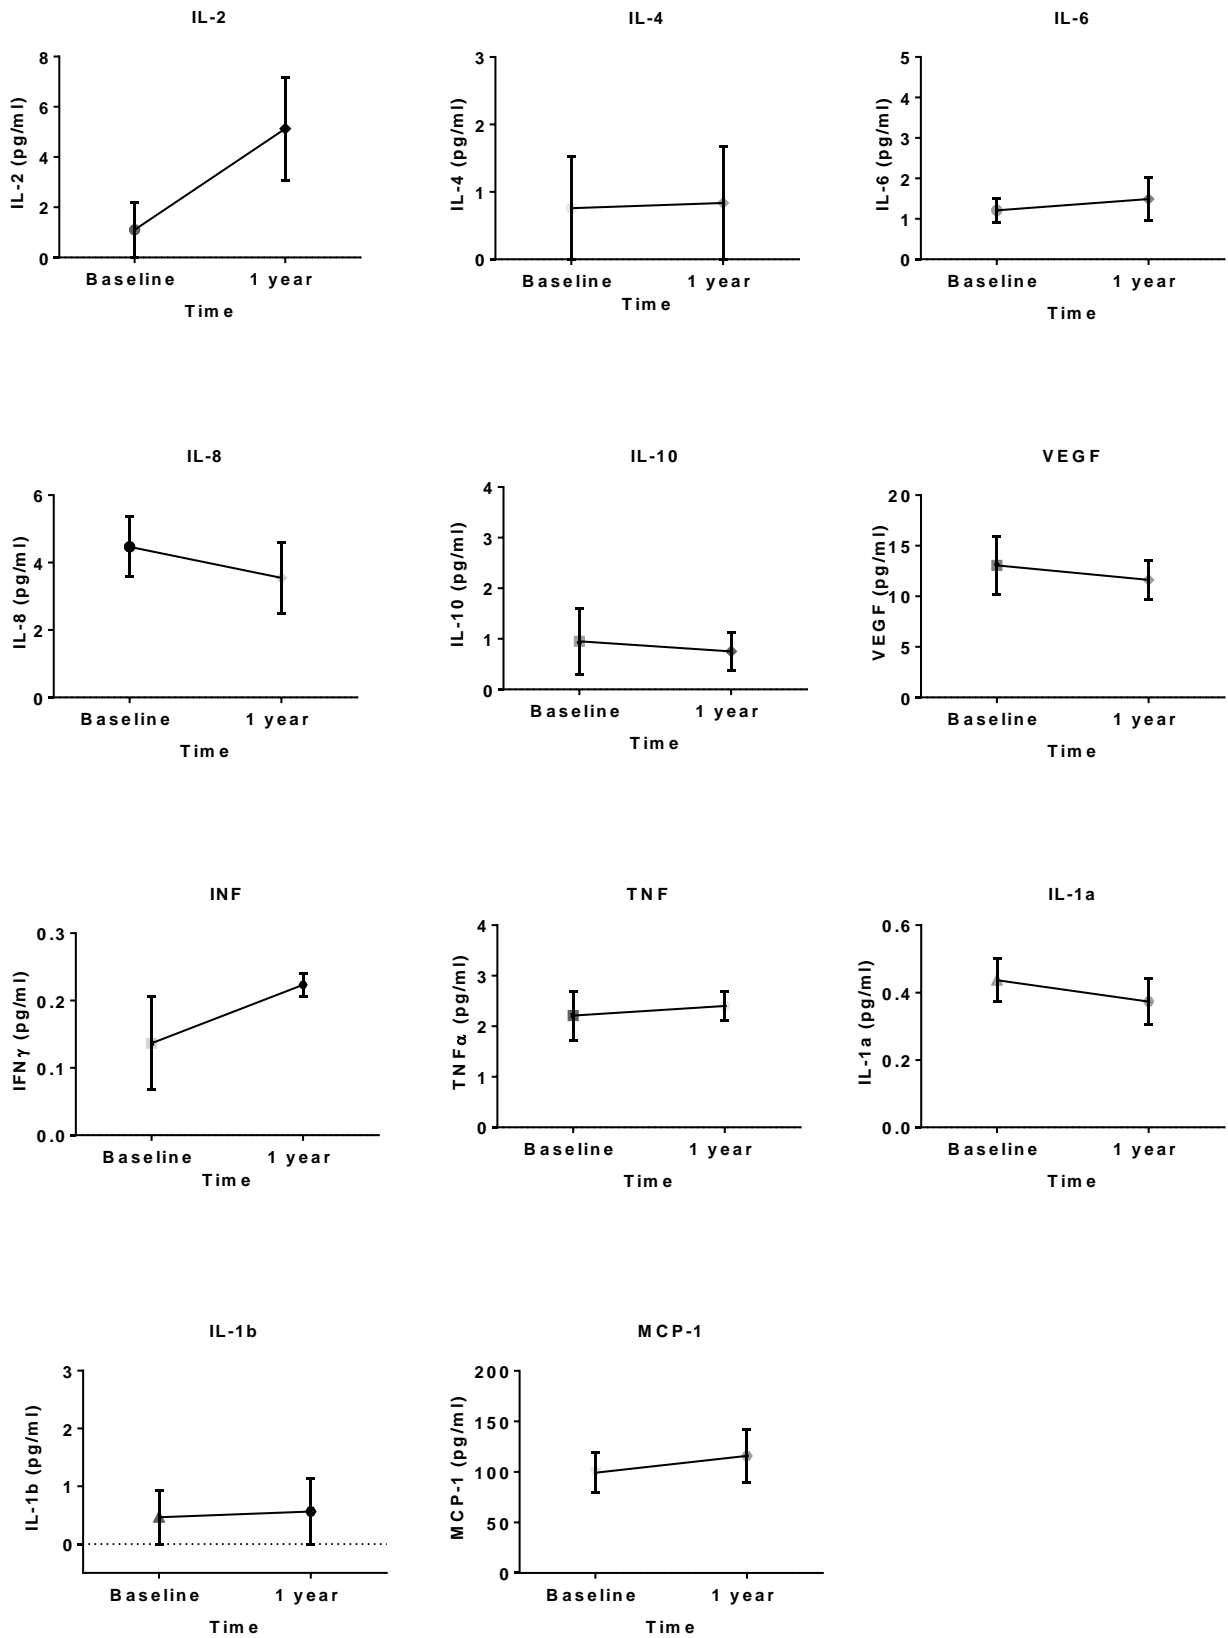 IL-2
IL-2 (pg/ml)
8
6
4
2
0
Baseline
1 year
Time
IL-4
IL-4 (pg/ml)
3
2
1
0
Baseline
1 year
Time
IL-6
IL-6 (pg/ml)
5
4
3
2
1
0
Baseline
1 year
Time
IL-8
IL-8 (pg/ml)
6
4
2
0
Baseline
1 year
Time
IL-10
IL-10 (pg/ml)
4
3
2
1
0
Baseline
1 year
Time
VEGF
VEGF (pg/ml)
20
15
10
5
0
Baseline
1 year
Time
INF
IFNγ (pg/ml)
0.3
0.2
0.1
0.0
Baseline
1 year
Time
TNF
TNFα (pg/ml)
4
3
2
1
0
Baseline
1 year
Time
IL-1a
IL-1a (pg/ml)
0.6
0.4
0.2
0.0
Baseline
1 year
Time
IL-1b
IL-1b (pg/ml)
3
2
1
0
Baseline
1 year
Time
MCP-1
MCP-1 (pg/ml)
200
150
100
50
0
Baseline
1 year
Time